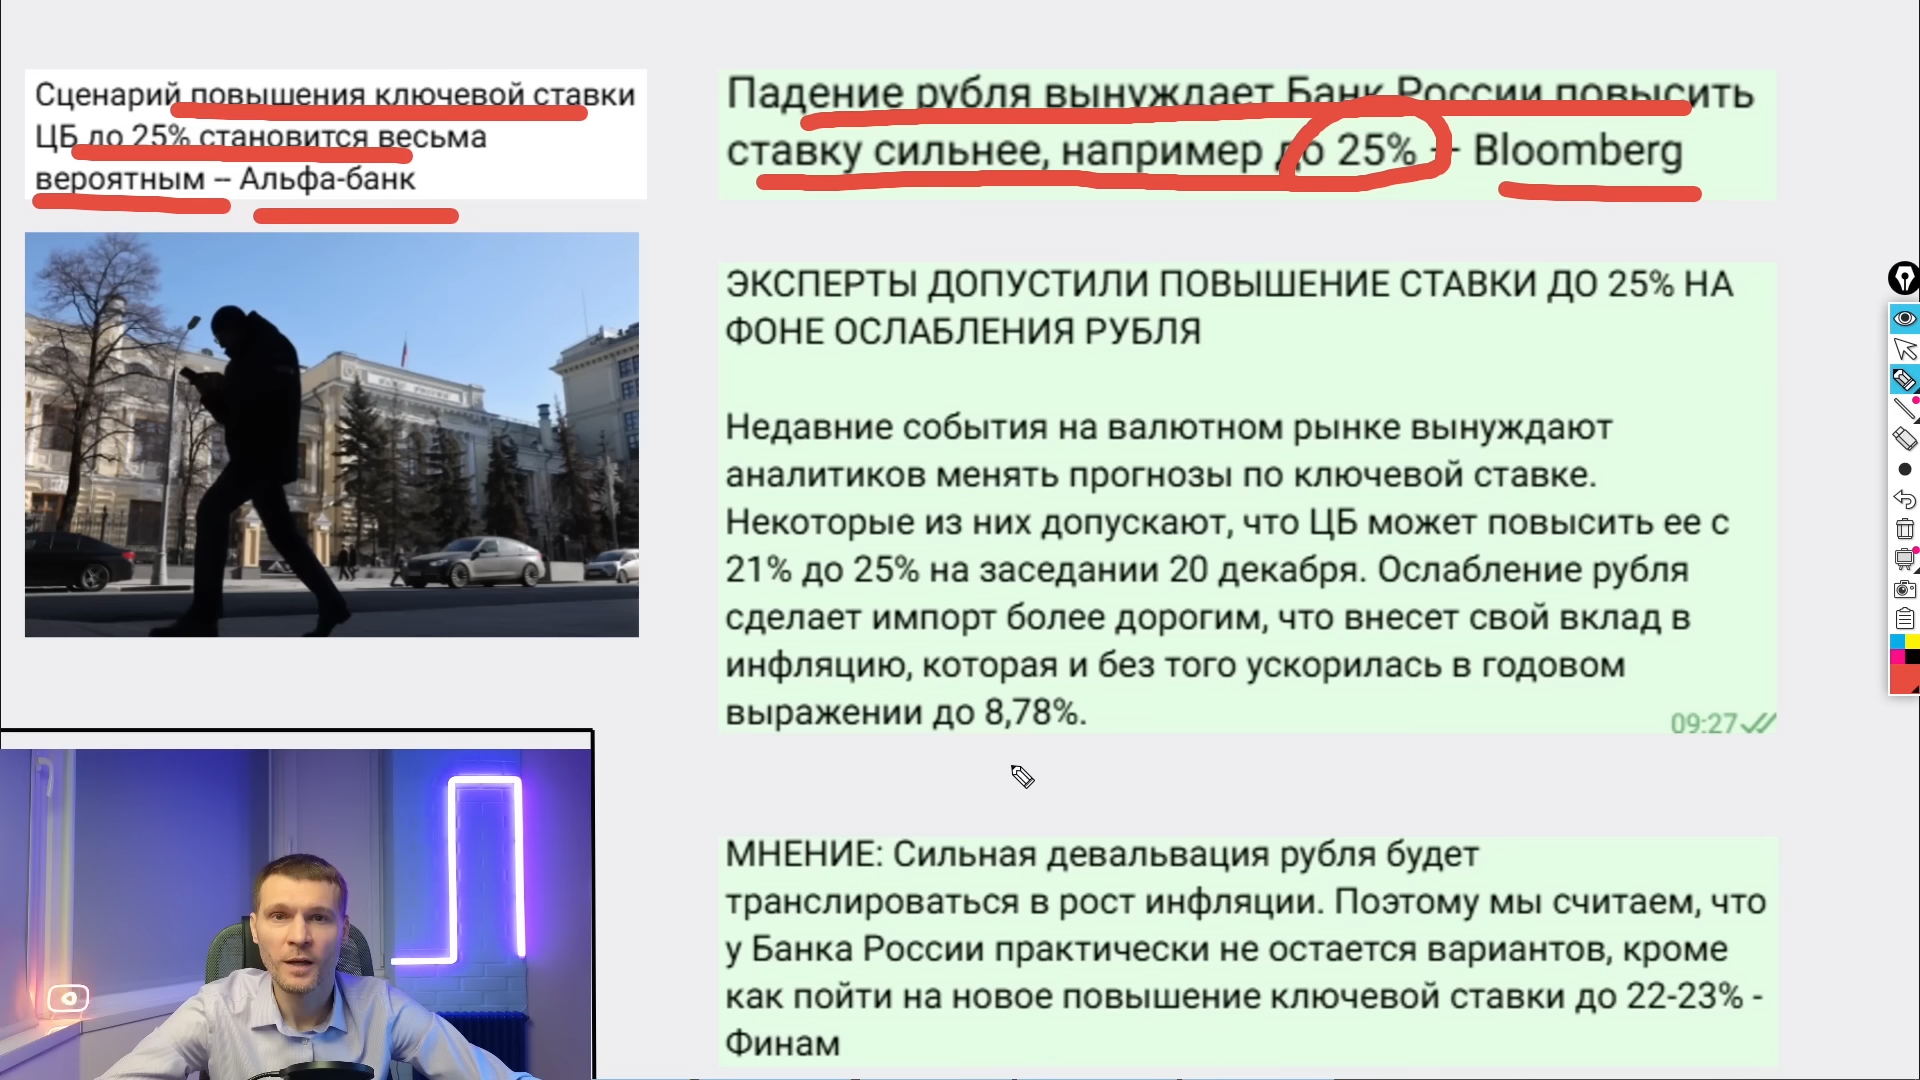 Сценарий повышения ключевой ставки
ЦБ до 25% становится весьма
вероятным – Альфа-банк
Падение рубля вынуждает Банк России повысить
ставку сильнее, например до 25% – Bloomberg
ЭКСПЕРТЫ ДОПУСТИЛИ ПОВЫШЕНИЕ СТАВКИ ДО 25% НА
ФОНЕ ОСЛАБЛЕНИЯ РУБЛЯ
Недавние события на валютном рынке вынуждают
аналитиков менять прогнозы по ключевой ставке.
Некоторые из них допускают, что ЦБ может повысить ее с
21% до 25% на заседании 20 декабря. Ослабление рубля
сделает импорт более дорогим, что внесет свой вклад в
инфляцию, которая и без того ускорилась в годовом
выражении до 8,78%.
09:27
МНЕНИЕ: Сильная девальвация рубля будет
транслироваться в рост инфляции. Поэтому мы считаем, что
у Банка России практически не остается вариантов, кроме
как пойти на новое повышение ключевой ставки до 22-23% -
Финам